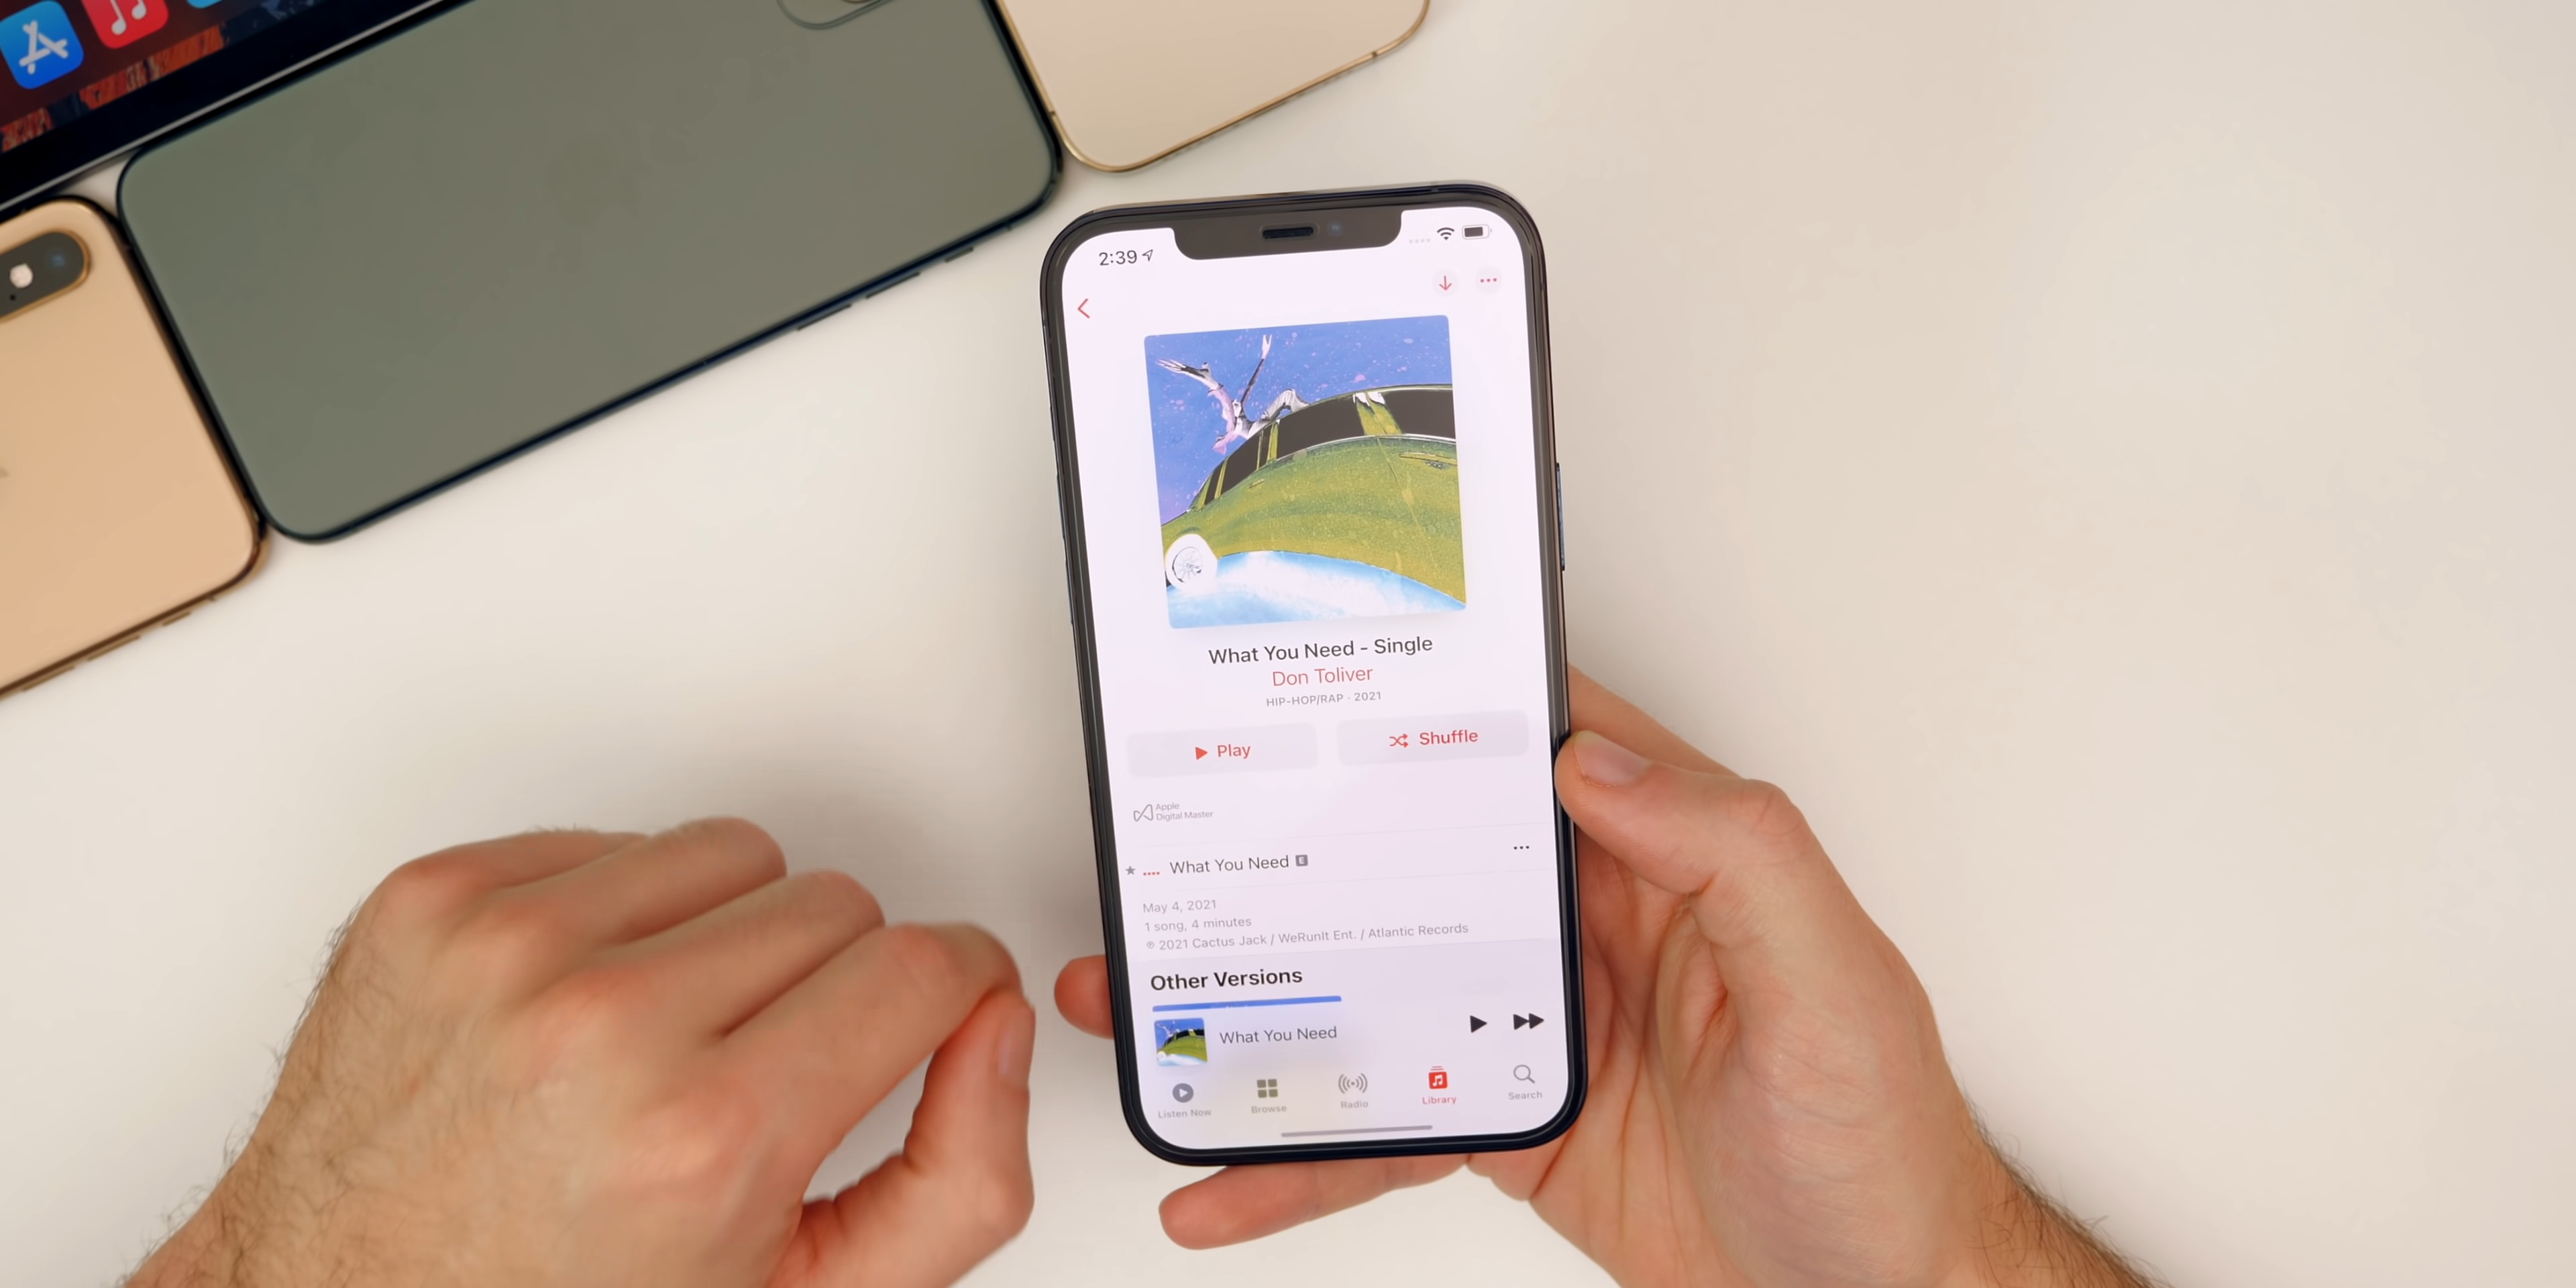 2:39
What You Need - Single
Don Toliver
HIP-HOP/RAP · 2021
Play
Shuffle
Apple
Digital Master
What You Need E
May 4, 2021
1 song, 4 minutes
℗ 2021 Cactus Jack / WeRunIt Ent. / Atlantic Records
Other Versions
What You Need
Listen Now
Browse
Radio
Library
Search